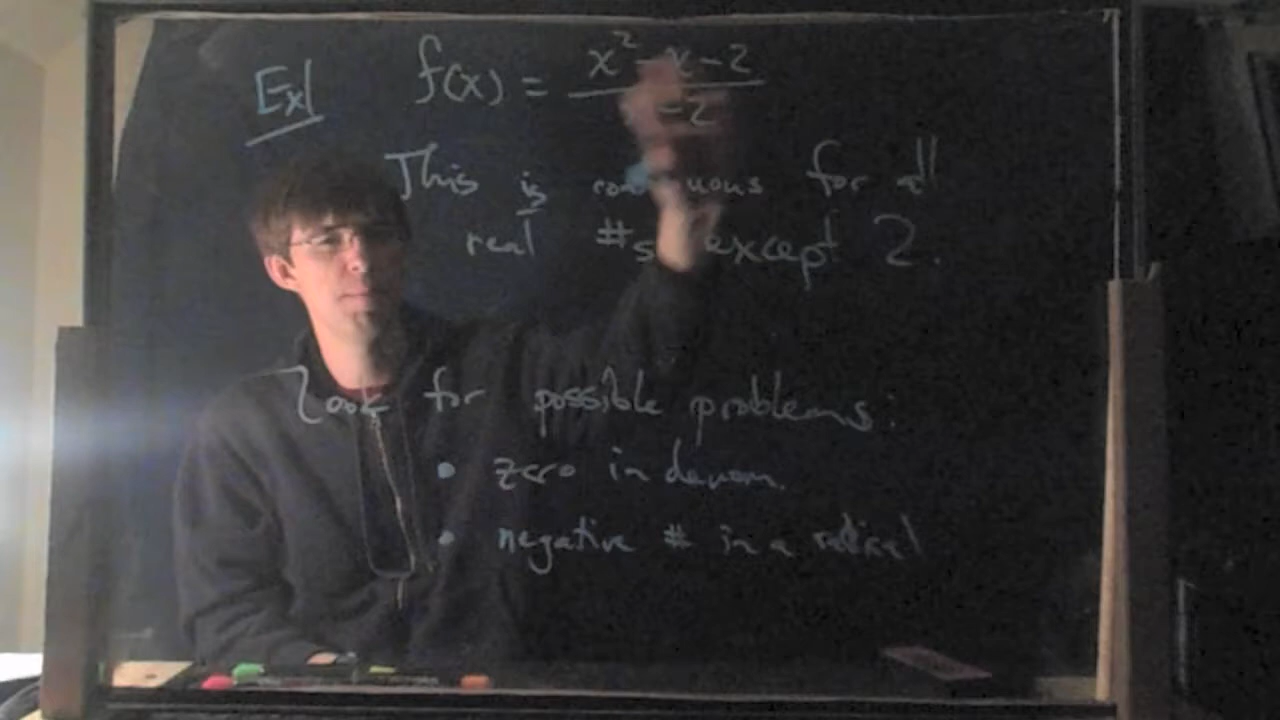 Ex) f(x) = x² - x - 2 / -2
This is continuous for all
real #s except 2.
Look for possible problems:
• zero in denom.
• negative # in a radical